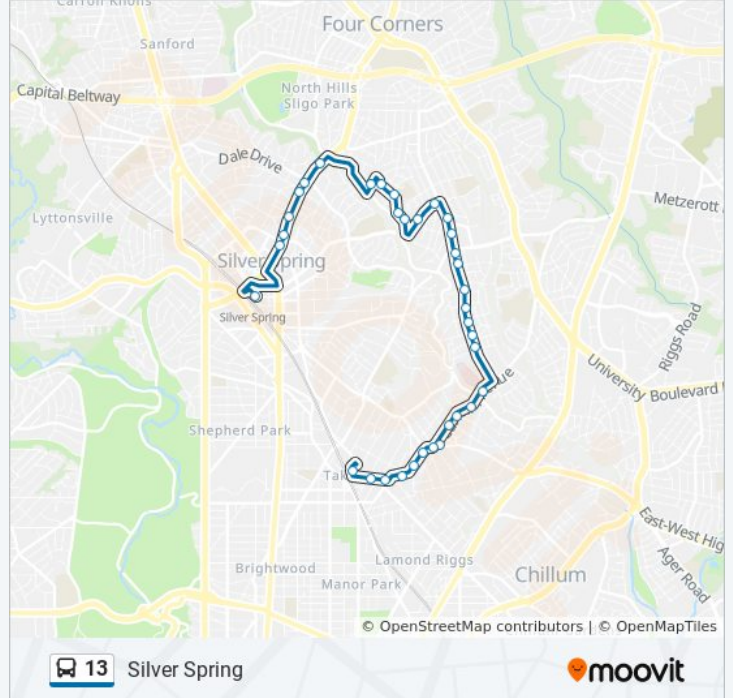 Carroll Knolls
Four Corners
Sanford
North Hills
Sligo Park
Capital Beltway
Dale Drive
Metzerott
Lyttonsville
Silver Spring
Silver Spring
Riggs Road
University Boulevard
Shepherd Park
Tak
East-West Hig
Ager Road
Lamond Riggs
Brightwood
Manor Park
Chillum
© OpenStreetMap contributors | © OpenMapTiles
13 Silver Spring
moovit